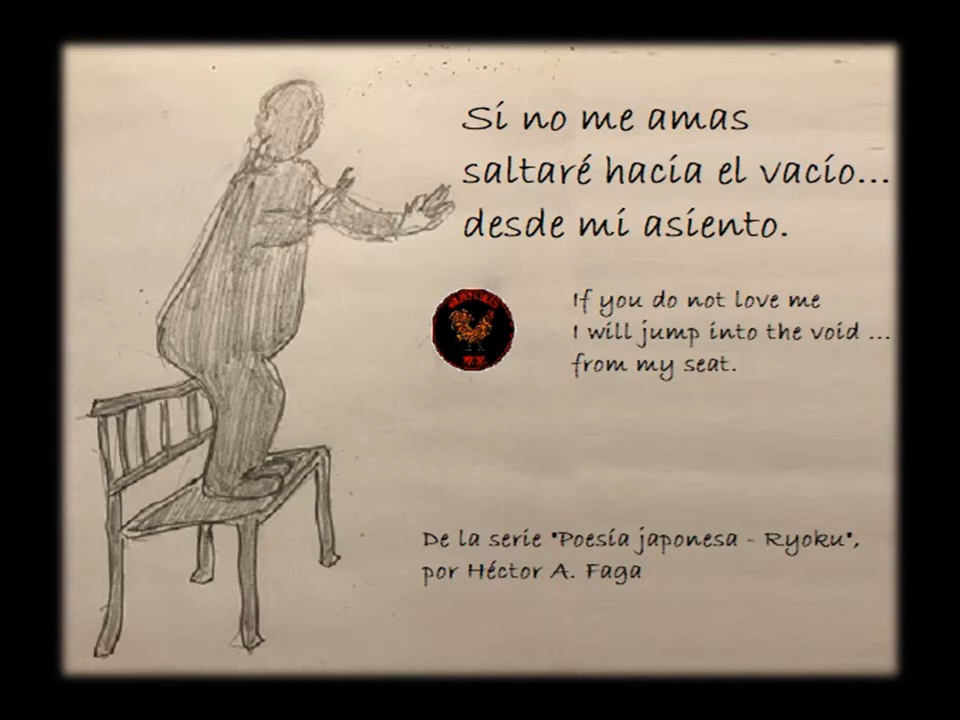 Si no me amas
saltaré hacia el vacío...
desde mi asiento.
If you do not love me
I will jump into the void ...
from my seat.
De la serie "Poesía japonesa - Ryoku",
por Héctor A. Faga